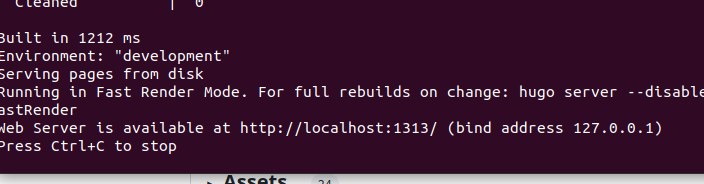 Cleaned | 0
Built in 1212 ms
Environment: "development"
Serving pages from disk
Running in Fast Render Mode. For full rebuilds on change: hugo server --disable
astRender
Web Server is available at http://localhost:1313/ (bind address 127.0.0.1)
Press Ctrl+C to stop
Assets 24